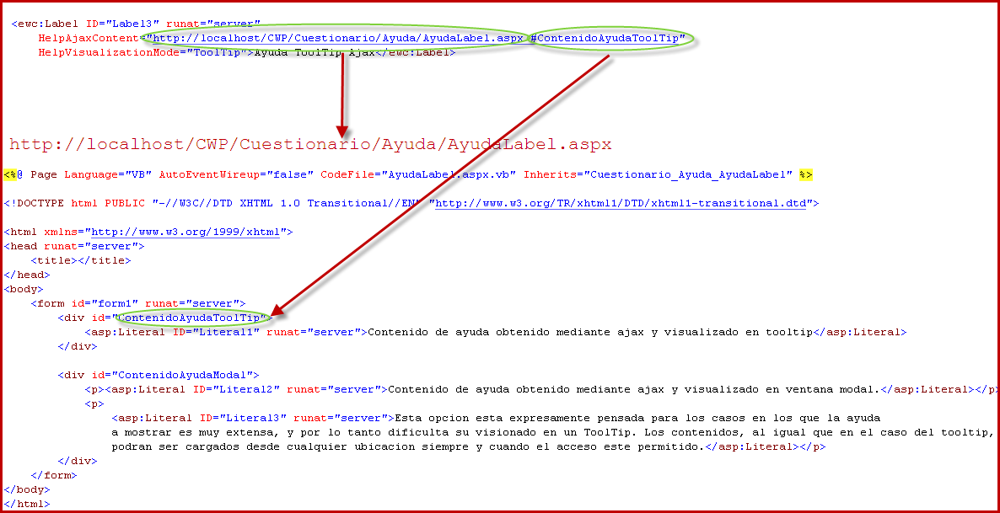 <ewc:Label ID="Label3" runat="server"
HelpAjaxContent="http://localhost/CWP/Cuestionario/Ayuda/AyudaLabel.aspx #ContenidoAyudaToolTip"
HelpVisualizationMode="ToolTip">Ayuda ToolTip Ajax</ewc:Label>
http://localhost/CWP/Cuestionario/Ayuda/AyudaLabel.aspx
<%@ Page Language="VB" AutoEventWireup="false" CodeFile="AyudaLabel.aspx.vb" Inherits="Cuestionario_Ayuda_AyudaLabel" %>
<!DOCTYPE html PUBLIC "-//W3C//DTD XHTML 1.0 Transitional//EN" "http://www.w3.org/TR/xhtml1/DTD/xhtml1-transitional.dtd">
<html xmlns="http://www.w3.org/1999/xhtml">
<head runat="server">
<title></title>
</head>
<body>
<form id="form1" runat="server">
<div id="ContenidoAyudaToolTip">
<asp:Literal ID="Literal1" runat="server">Contenido de ayuda obtenido mediante ajax y visualizado en tooltip</asp:Literal>
</div>
<div id="ContenidoAyudaModal">
<p><asp:Literal ID="Literal2" runat="server">Contenido de ayuda obtenido mediante ajax y visualizado en ventana modal.</asp:Literal></p>
<p>
<asp:Literal ID="Literal3" runat="server">Esta opcion esta expresamente pensada para los casos en los que la ayuda
a mostrar es muy extensa, y por lo tanto dificulta su visionado en un ToolTip. Los contenidos, al igual que en el caso del tooltip,
podran ser cargados desde cualquier ubicacion siempre y cuando el acceso este permitido.</asp:Literal></p>
</div>
</form>
</body>
</html>